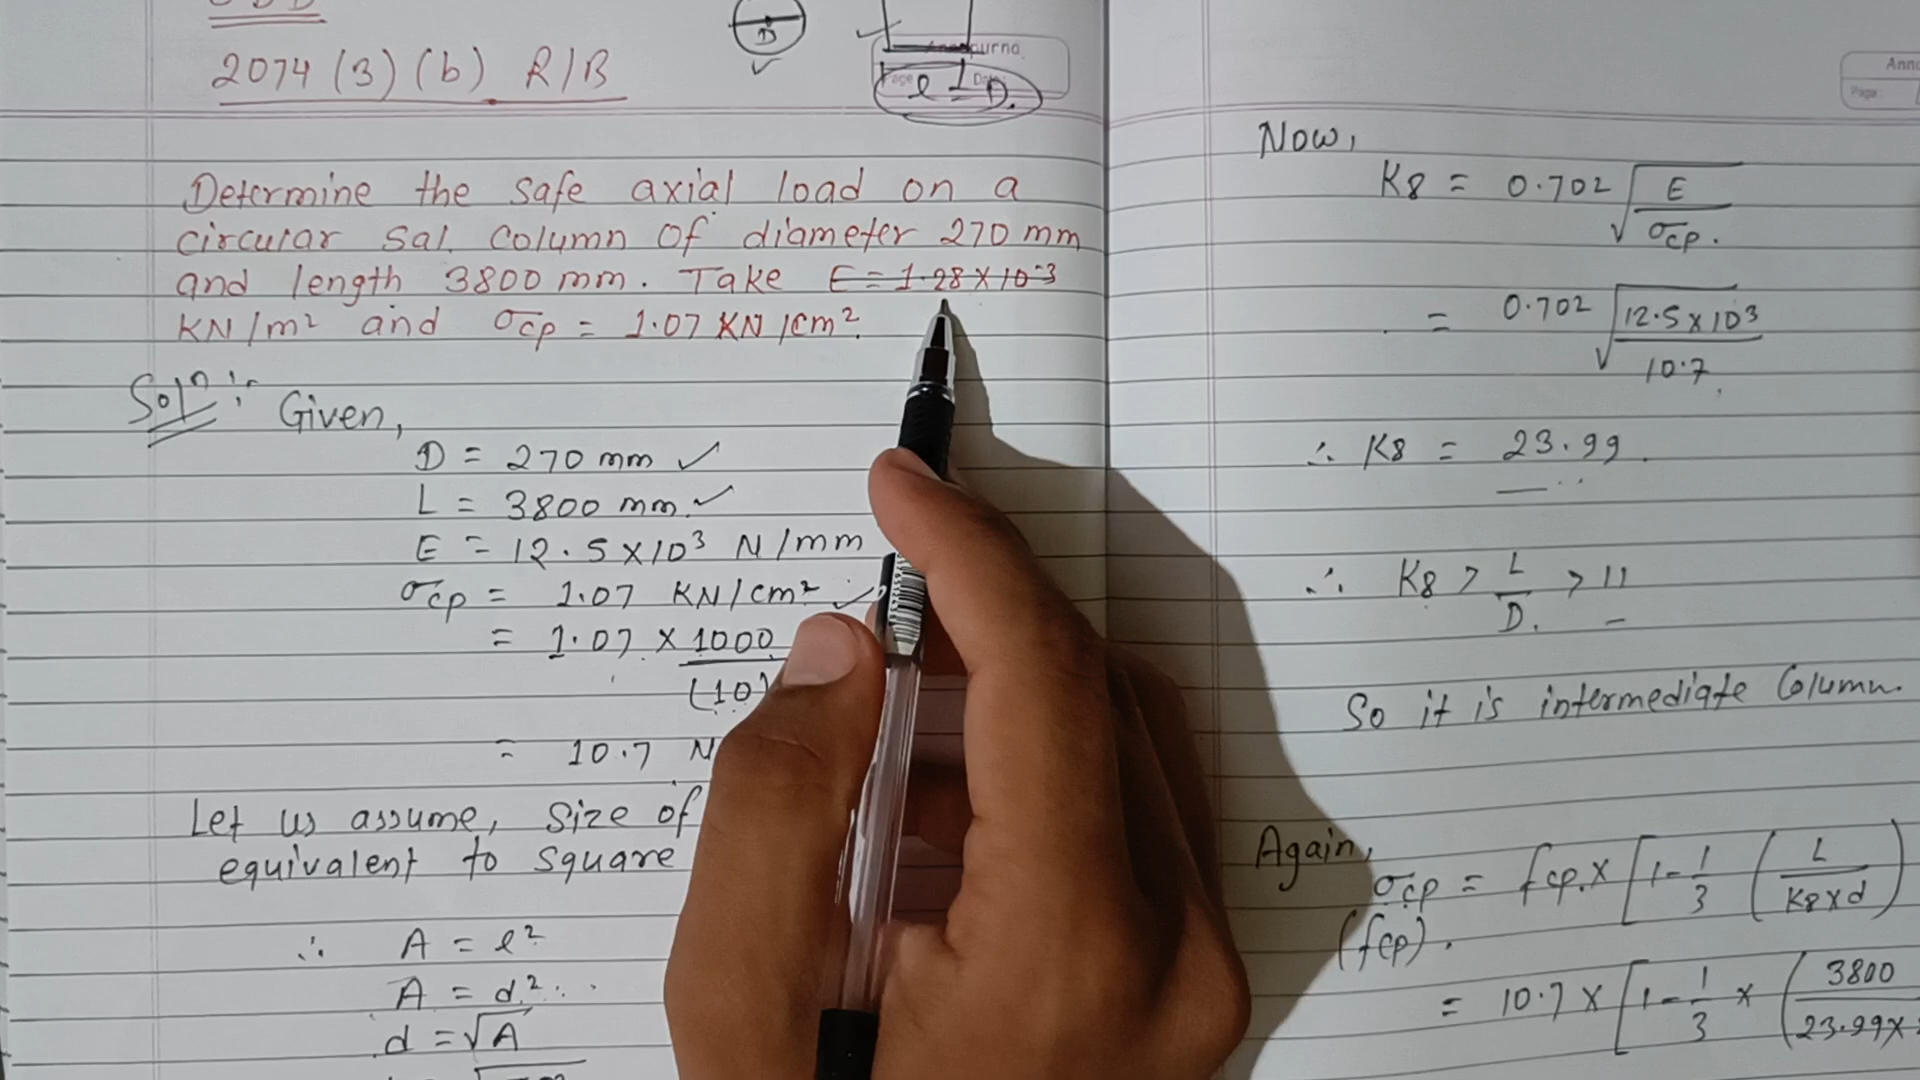 2074 (3) (b) R/B
D
Annapurna
l ⊥ D.
Determine the safe axial load on a
circular sal. column of diameter 270 mm
and length 3800 mm. Take E = 1.28 x 10-3
KN/m² and σcp = 1.07 KN/cm².
Solⁿ:
Given,
D = 270 mm ✓
L = 3800 mm. ✓
E = 12.5 x 10³ N/mm
σcp = 1.07 KN/cm² ✓
= 1.07 x 1000
(10)
= 10.7 N
Let us assume, size of
equivalent to square
∴ A = l²
A = d²
d = √A
Page:
Now,
K8 = 0.702 √E/σcp.
= 0.702 √12.5 x 10³/10.7
∴ K8 = 23.99
∴ K8 > L/D. > 11
So it is intermediate Column.
Again,
σcp = fcp. x [1 - 1/3 (L/K8 x d)
(fcp).
= 10.7 x [1 - 1/3 x (3800/23.99 x